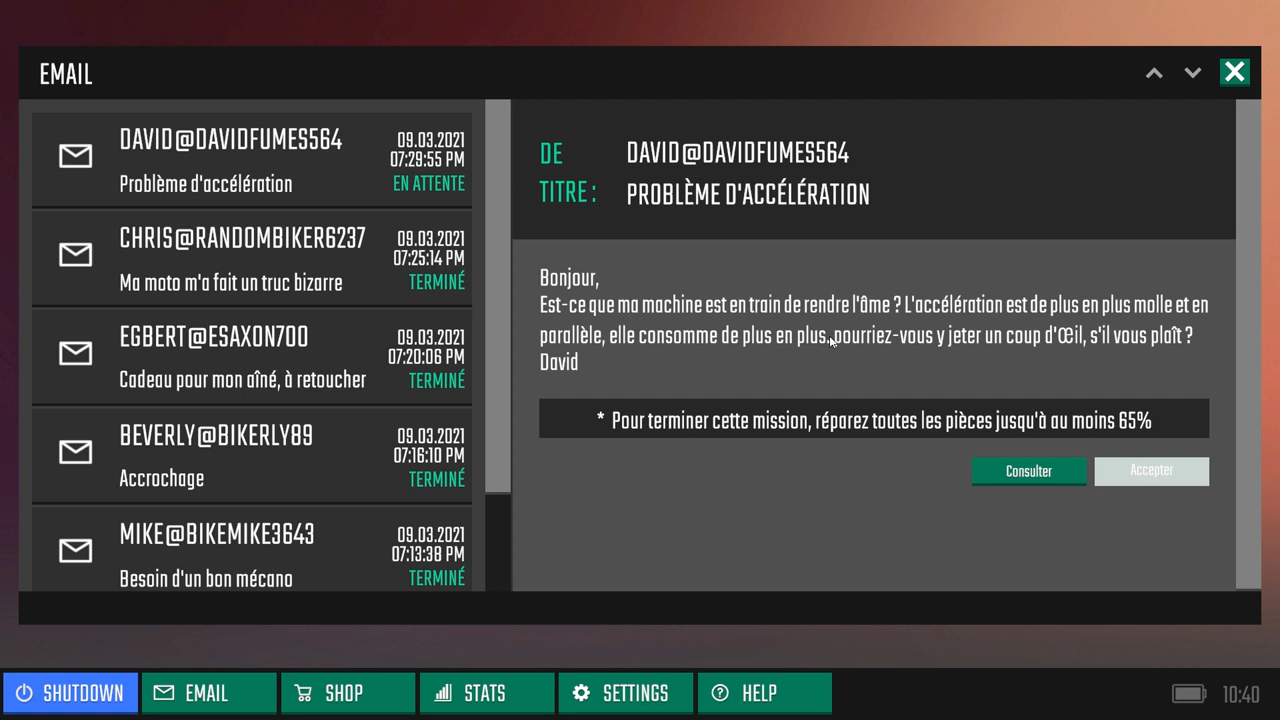 EMAIL
DAVID@DAVIDFUMES564
09.03.2021
07:29:55 PM
Problème d'accélération
EN ATTENTE
CHRIS@RANDOMBIKER6237
09.03.2021
07:25:14 PM
Ma moto m'a fait un truc bizarre
TERMINÉ
EGBERT@ESAXON700
09.03.2021
07:20:06 PM
Cadeau pour mon aîné, à retoucher
TERMINÉ
BEVERLY@BIKERLY89
09.03.2021
07:16:10 PM
Accrochage
TERMINÉ
MIKE@BIKEMIKE3643
09.03.2021
07:13:38 PM
Besoin d'un bon mécano
TERMINÉ
DE DAVID@DAVIDFUMES564
TITRE : PROBLÈME D'ACCÉLÉRATION
Bonjour,
Est-ce que ma machine est en train de rendre l'âme ? L'accélération est de plus en plus molle et en
parallèle, elle consomme de plus en plus. pourriez-vous y jeter un coup d'Œil, s'il vous plaît ?
David
* Pour terminer cette mission, réparez toutes les pièces jusqu'à au moins 65%
Consulter
Accepter
SHUTDOWN
EMAIL
SHOP
STATS
SETTINGS
HELP
10:40